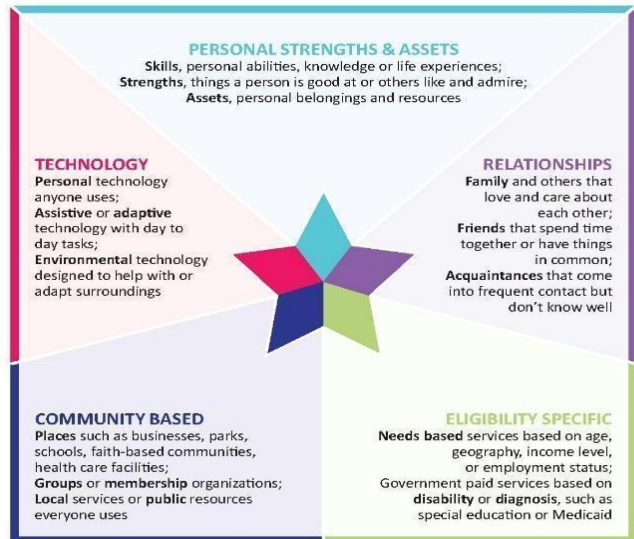 PERSONAL STRENGTHS & ASSETS
Skills, personal abilities, knowledge or life experiences;
Strengths, things a person is good at or others like and admire;
Assets, personal belongings and resources
TECHNOLOGY
Personal technology
anyone uses;
Assistive or adaptive
technology with day to
day tasks;
Environmental technology
designed to help with or
adapt surroundings
RELATIONSHIPS
Family and others that
love and care about
each other;
Friends that spend time
together or have things
in common;
Acquaintances that come
into frequent contact but
don't know well
COMMUNITY BASED
Places such as businesses, parks,
schools, faith-based communities,
health care facilities;
Groups or membership organizations;
Local services or public resources
everyone uses
ELIGIBILITY SPECIFIC
Needs based services based on age,
geography, income level,
or employment status;
Government paid services based on
disability or diagnosis, such as
special education or Medicaid